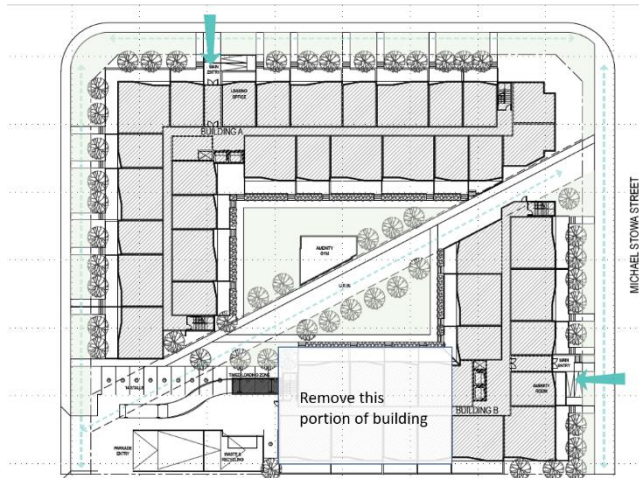 MAIN
ENTRY
LEASING
OFFICE
BUILDING A
MICHAEL STOWA STREET
AMENITY
GYM
MAIN
ENTRY
AMENITY
ROOM
Remove this
portion of building
BUILDING B
PARKADE
ENTRY
WASTE &
RECYCLING